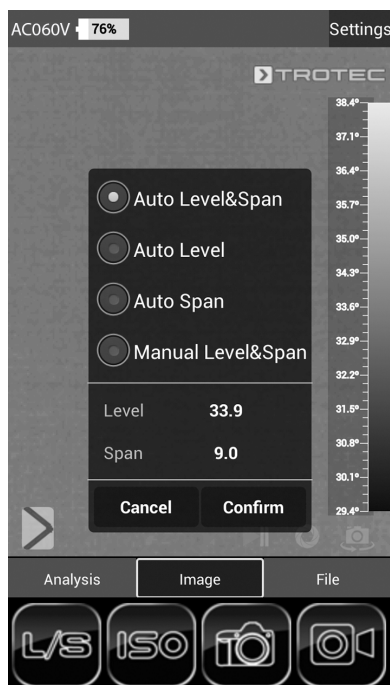 AC060V 76% Settings
TROTEC
38.4°
37.1°
36.4°
Auto Level&Span
35.7°
Auto Level
35.0°
34.3°
Auto Span
33.6°
32.9°
Manual Level&Span
32.2°
Level 33.9
31.5°
30.8°
Span 9.0
30.1°
Cancel Confirm
29.4°
Analysis Image File
L/S ISO